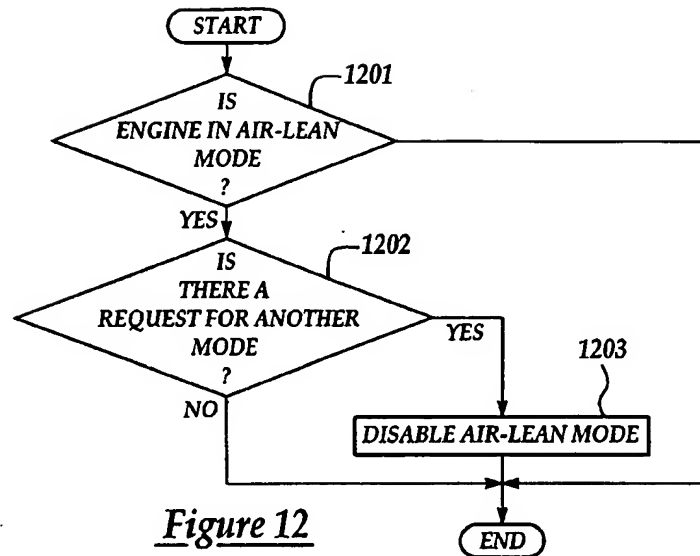 START
1201
IS
ENGINE IN AIR-LEAN
MODE
?
YES
1202
IS
THERE A
REQUEST FOR ANOTHER
MODE
?
YES
NO
1203
DISABLE AIR-LEAN MODE
Figure 12
END